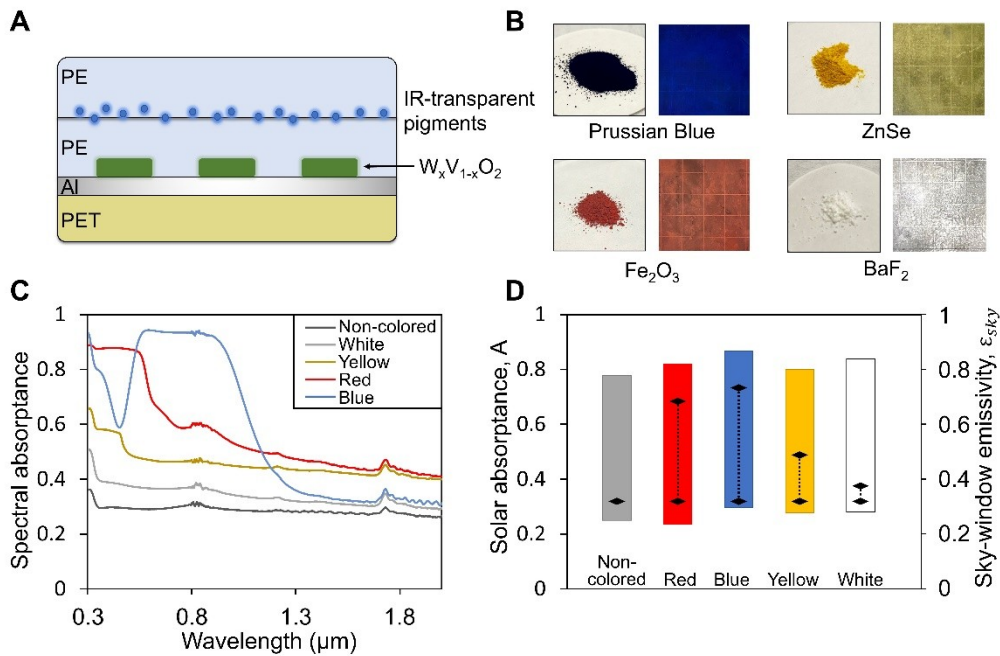 A
PE
PE
Al
PET
IR-transparent
pigments
WₓV₁₋ₓO₂
B
Prussian Blue
ZnSe
Fe₂O₃
BaF₂
C
Spectral absorptance
1
0.8
0.6
0.4
0.2
0
0.3
0.8
1.3
1.8
Wavelength (µm)
Non-colored
White
Yellow
Red
Blue
D
Solar absorptance, A
1
0.8
0.6
0.4
0.2
0
Non-
colored
Red
Blue
Yellow
White
1
0.8
0.6
0.4
0.2
0
Sky-window emissivity, εsky